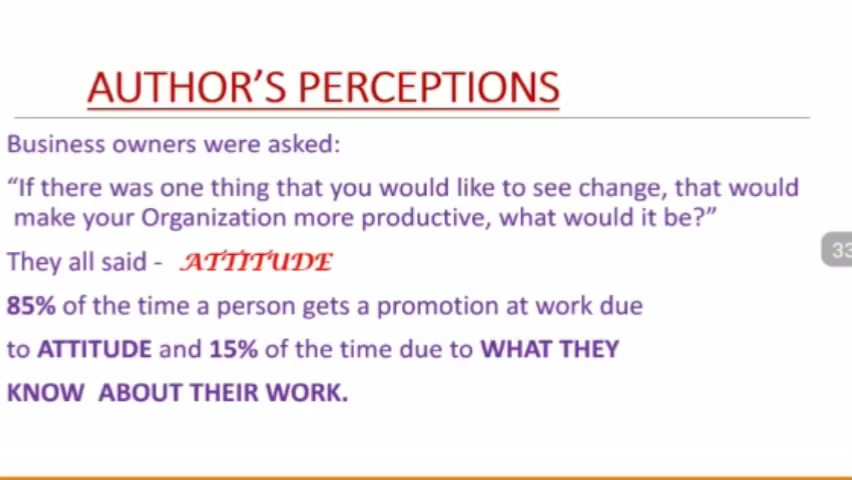 AUTHOR'S PERCEPTIONS
Business owners were asked:
“If there was one thing that you would like to see change, that would
make your Organization more productive, what would it be?”
They all said - ATTITUDE
85% of the time a person gets a promotion at work due
to ATTITUDE and 15% of the time due to WHAT THEY
KNOW ABOUT THEIR WORK.
33